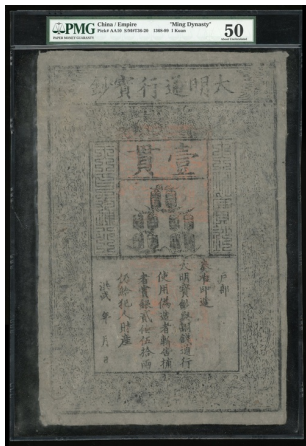 PMG
PAPER MONEY GUARANTY
China / Empire "Ming Dynasty"
Pick# AA10 S/M#T36-20 1368-99 1 Kuan
50
大明通行寶鈔
壹貫
戶部
奏准印造
大明寶鈔與銅錢通行
使用偽造者斬告捕
者賞銀貳伯伍拾兩
仍給犯人財產
洪武 年 月 日